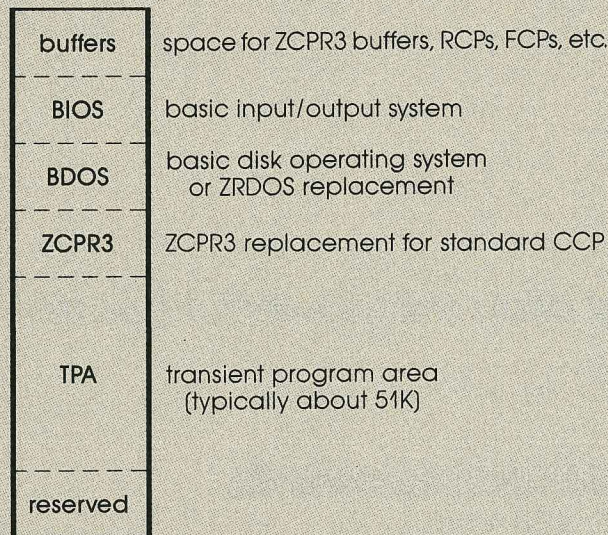 buffers space for ZCPR3 buffers, RCPs, FCPs, etc.
BIOS basic input/output system
BDOS basic disk operating system
or ZRDOS replacement
ZCPR3 ZCPR3 replacement for standard CCP
TPA transient program area
(typically about 51K)
reserved